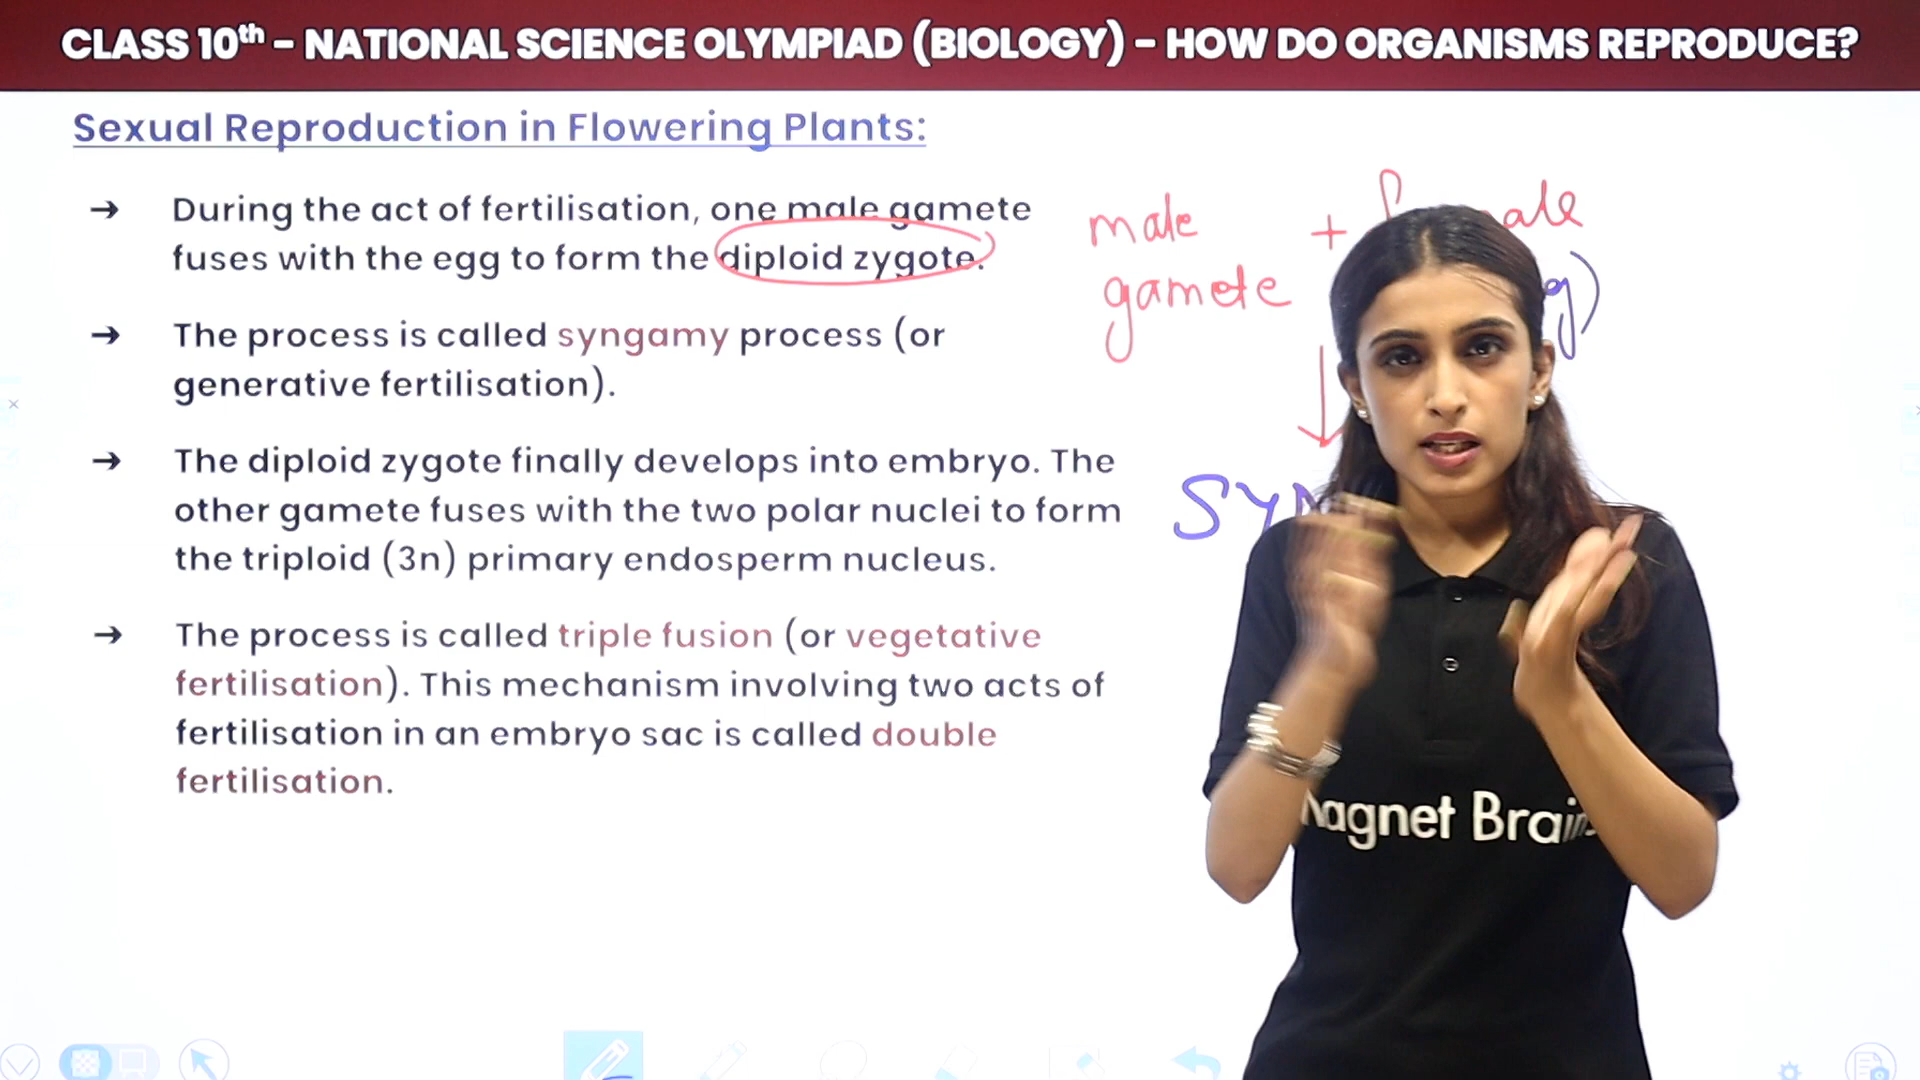 CLASS 10th – NATIONAL SCIENCE OLYMPIAD (BIOLOGY) – HOW DO ORGANISMS REPRODUCE?
Sexual Reproduction in Flowering Plants:
→ During the act of fertilisation, one male gamete
fuses with the egg to form the diploid zygote.
→ The process is called syngamy process (or
generative fertilisation).
→ The diploid zygote finally develops into embryo. The
other gamete fuses with the two polar nuclei to form
the triploid (3n) primary endosperm nucleus.
→ The process is called triple fusion (or vegetative
fertilisation). This mechanism involving two acts of
fertilisation in an embryo sac is called double
fertilisation.
male +
gamete
Magnet Brains